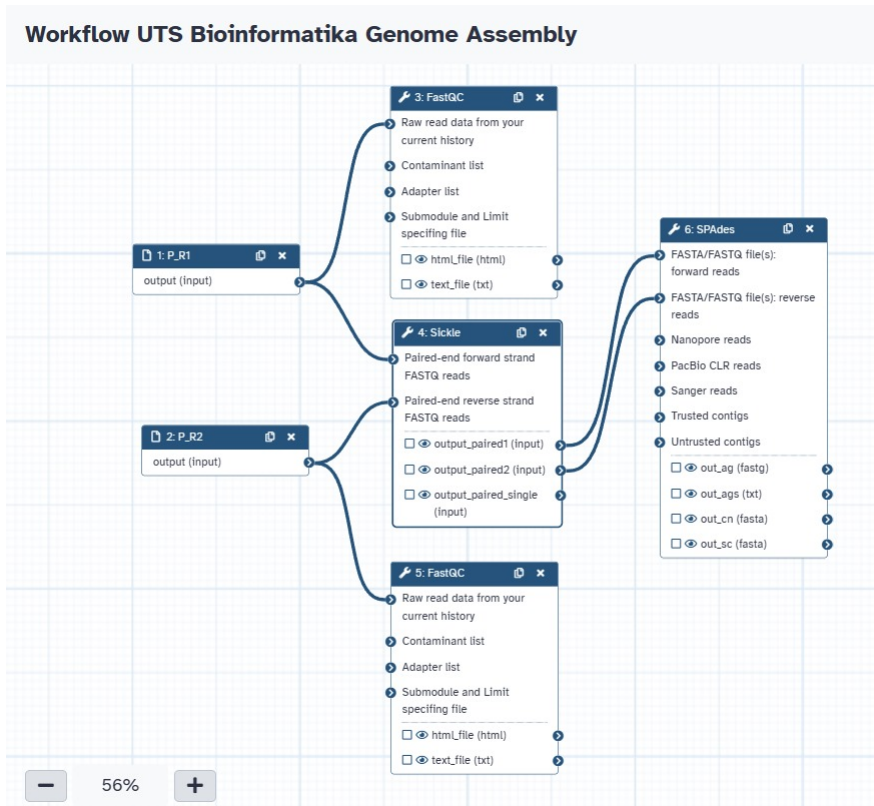 Workflow UTS Bioinformatika Genome Assembly
1: P_R1
output (input)
2: P_R2
output (input)
3: FastQC
Raw read data from your
current history
Contaminant list
Adapter list
Submodule and Limit
specifing file
html_file (html)
text_file (txt)
4: Sickle
Paired-end forward strand
FASTQ reads
Paired-end reverse strand
FASTQ reads
output_paired1 (input)
output_paired2 (input)
output_paired_single
(input)
5: FastQC
Raw read data from your
current history
Contaminant list
Adapter list
Submodule and Limit
specifing file
html_file (html)
text_file (txt)
6: SPAdes
FASTA/FASTQ file(s):
forward reads
FASTA/FASTQ file(s): reverse
reads
Nanopore reads
PacBio CLR reads
Sanger reads
Trusted contigs
Untrusted contigs
out_ag (fastg)
out_ags (txt)
out_cn (fasta)
out_sc (fasta)
56%